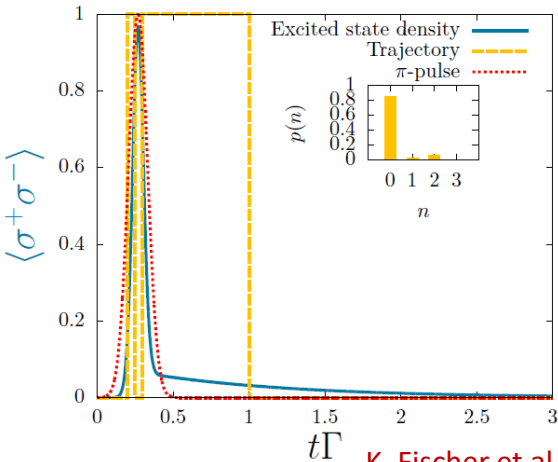 Excited state density
Trajectory
π-pulse
1
0.8
0.6
0.4
0.2
0
⟨σ⁺σ⁻⟩
p(n)
1
0.8
0.6
0.4
0.2
0
0 1 2 3
n
0 0.5 1 1.5 2 2.5 3
tΓ
K. Fischer et al